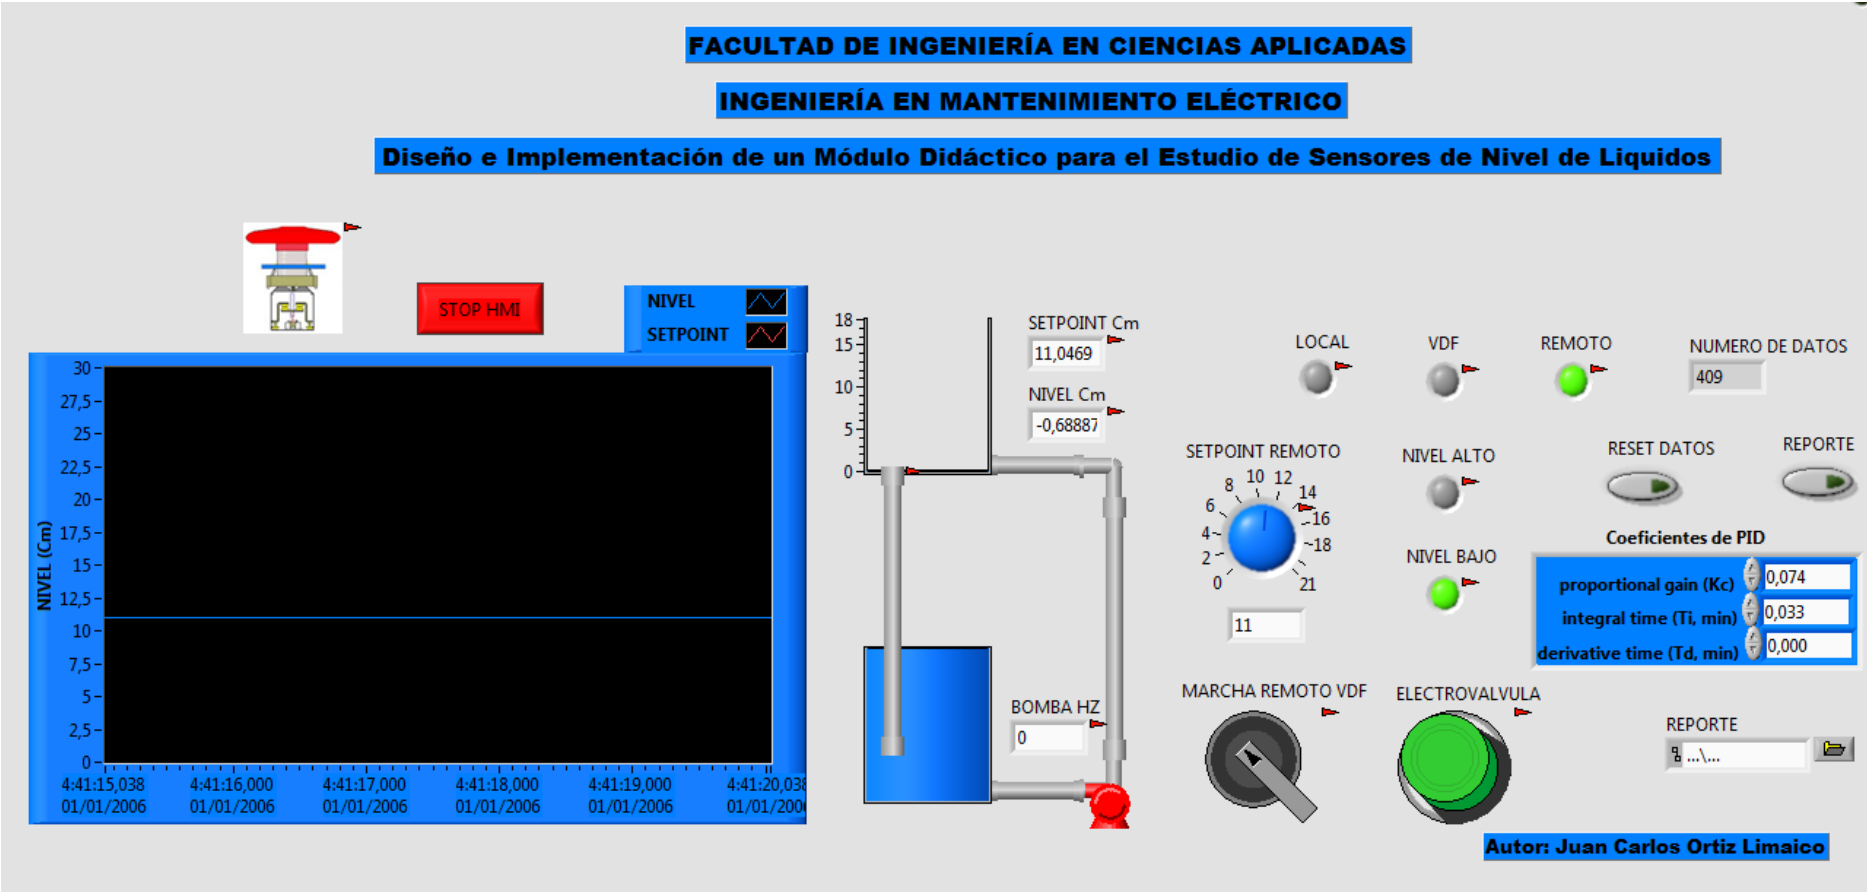 FACULTAD DE INGENIERÍA EN CIENCIAS APLICADAS
INGENIERÍA EN MANTENIMIENTO ELÉCTRICO
Diseño e Implementación de un Módulo Didáctico para el Estudio de Sensores de Nivel de Liquidos
STOP HMI
NIVEL
SETPOINT
NIVEL (Cm)
30
27,5
25
22,5
20
17,5
15
12,5
10
7,5
5
2,5
0
4:41:15,038 4:41:16,000 4:41:17,000 4:41:18,000 4:41:19,000 4:41:20,038
01/01/2006 01/01/2006 01/01/2006 01/01/2006 01/01/2006 01/01/2006
18
15
10
5
0
SETPOINT Cm
11,0469
NIVEL Cm
-0,68887
BOMBA HZ
0
LOCAL VDF REMOTO
NUMERO DE DATOS
409
SETPOINT REMOTO
0 2 4 6 8 10 12 14 16 18 21
11
NIVEL ALTO
NIVEL BAJO
RESET DATOS
REPORTE
Coeficientes de PID
proportional gain (Kc) 0,074
integral time (Ti, min) 0,033
derivative time (Td, min) 0,000
MARCHA REMOTO VDF
ELECTROVALVULA
REPORTE
...\...
Autor: Juan Carlos Ortiz Limaico